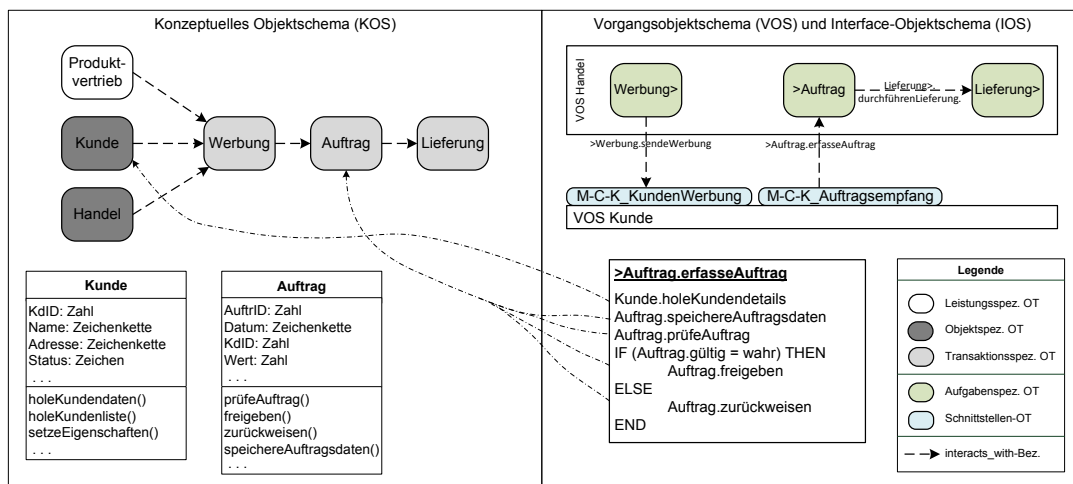 Konzeptuelles Objektschema (KOS)
Produkt-
vertrieb
Kunde
Werbung
Auftrag
Lieferung
Handel
Kunde
KdID: Zahl
Name: Zeichenkette
Adresse: Zeichenkette
Status: Zeichen
. . .
holeKundendaten()
holeKundenliste()
setzeEigenschaften()
. . .
Auftrag
AuftrID: Zahl
Datum: Zeichenkette
KdID: Zahl
Wert: Zahl
. . .
prüfeAuftrag()
freigeben()
zurückweisen()
speichereAuftragsdaten()
. . .
Vorgangsobjektschema (VOS) und Interface-Objektschema (IOS)
VOS Handel
Werbung>
>Auftrag
Lieferung>.
durchführenLieferung.
Lieferung>
>Werbung.sendeWerbung
>Auftrag.erfasseAuftrag
M-C-K_KundenWerbung
M-C-K_Auftragsempfang
VOS Kunde
>Auftrag.erfasseAuftrag
Kunde.holeKundendetails
Auftrag.speichereAuftragsdaten
Auftrag.prüfeAuftrag
IF (Auftrag.gültig = wahr) THEN
Auftrag.freigeben
ELSE
Auftrag.zurückweisen
END
Legende
Leistungsspez. OT
Objektspez. OT
Transaktionsspez. OT
Aufgabenspez. OT
Schnittstellen-OT
interacts_with-Bez.